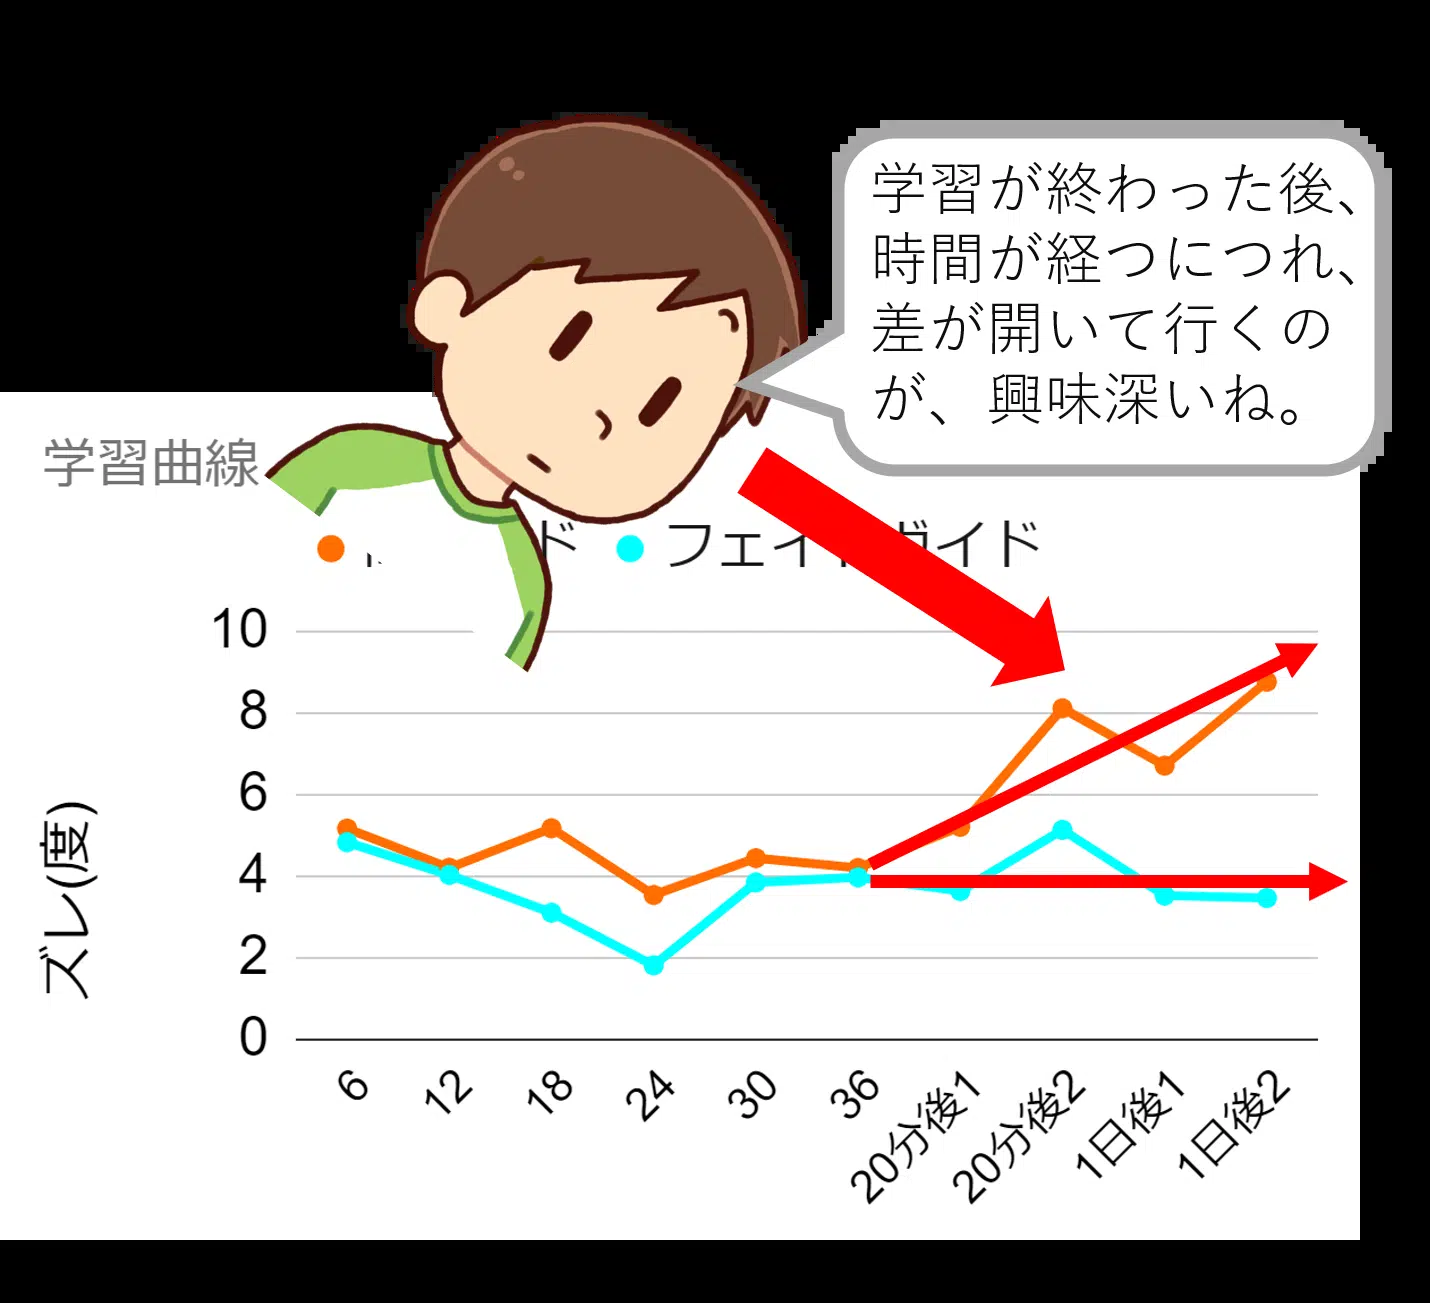 学習が終わった後、
時間が経つにつれ、
差が開いて行くの
が、興味深いね。
学習曲線
ド フェイ ガイド
ズレ(度)
10
8
6
4
2
0
6
12
18
24
30
36
20分後1
20分後2
1日後1
1日後2